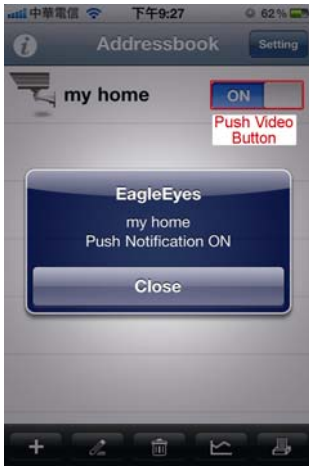 中華電信 下午9:27 62%
Addressbook Setting
my home ON
Push Video
Button
EagleEyes
my home
Push Notification ON
Close